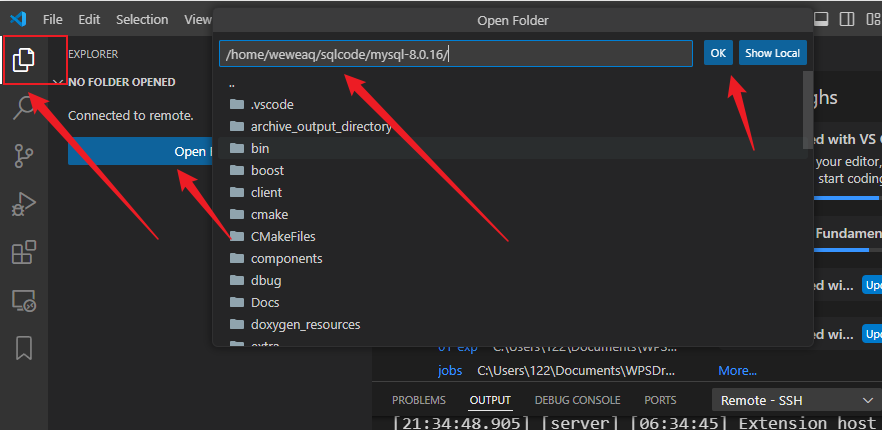 File Edit Selection
Open Folder
EXPLORER
/home/weweaq/sqlcode/mysql-8.0.16/
OK
Show Local
NO FOLDER OPENED
Connected to remote.
Open
..
.vscode
archive_output_directory
bin
boost
client
cmake
CMakeFiles
components
dbug
Docs
doxygen_resources
extra
ghs
ed with VS C
your editor,
start coding
Fundamen
ed wi...
Upd
ed wi...
Upd
01-exp C:\Users\122\Documents\WPS...
jobs C:\Users\122\Documents\WPSDr...
More...
PROBLEMS OUTPUT DEBUG CONSOLE PORTS
Remote - SSH
[21:34:48.905] [server] [06:34:45] Extension host